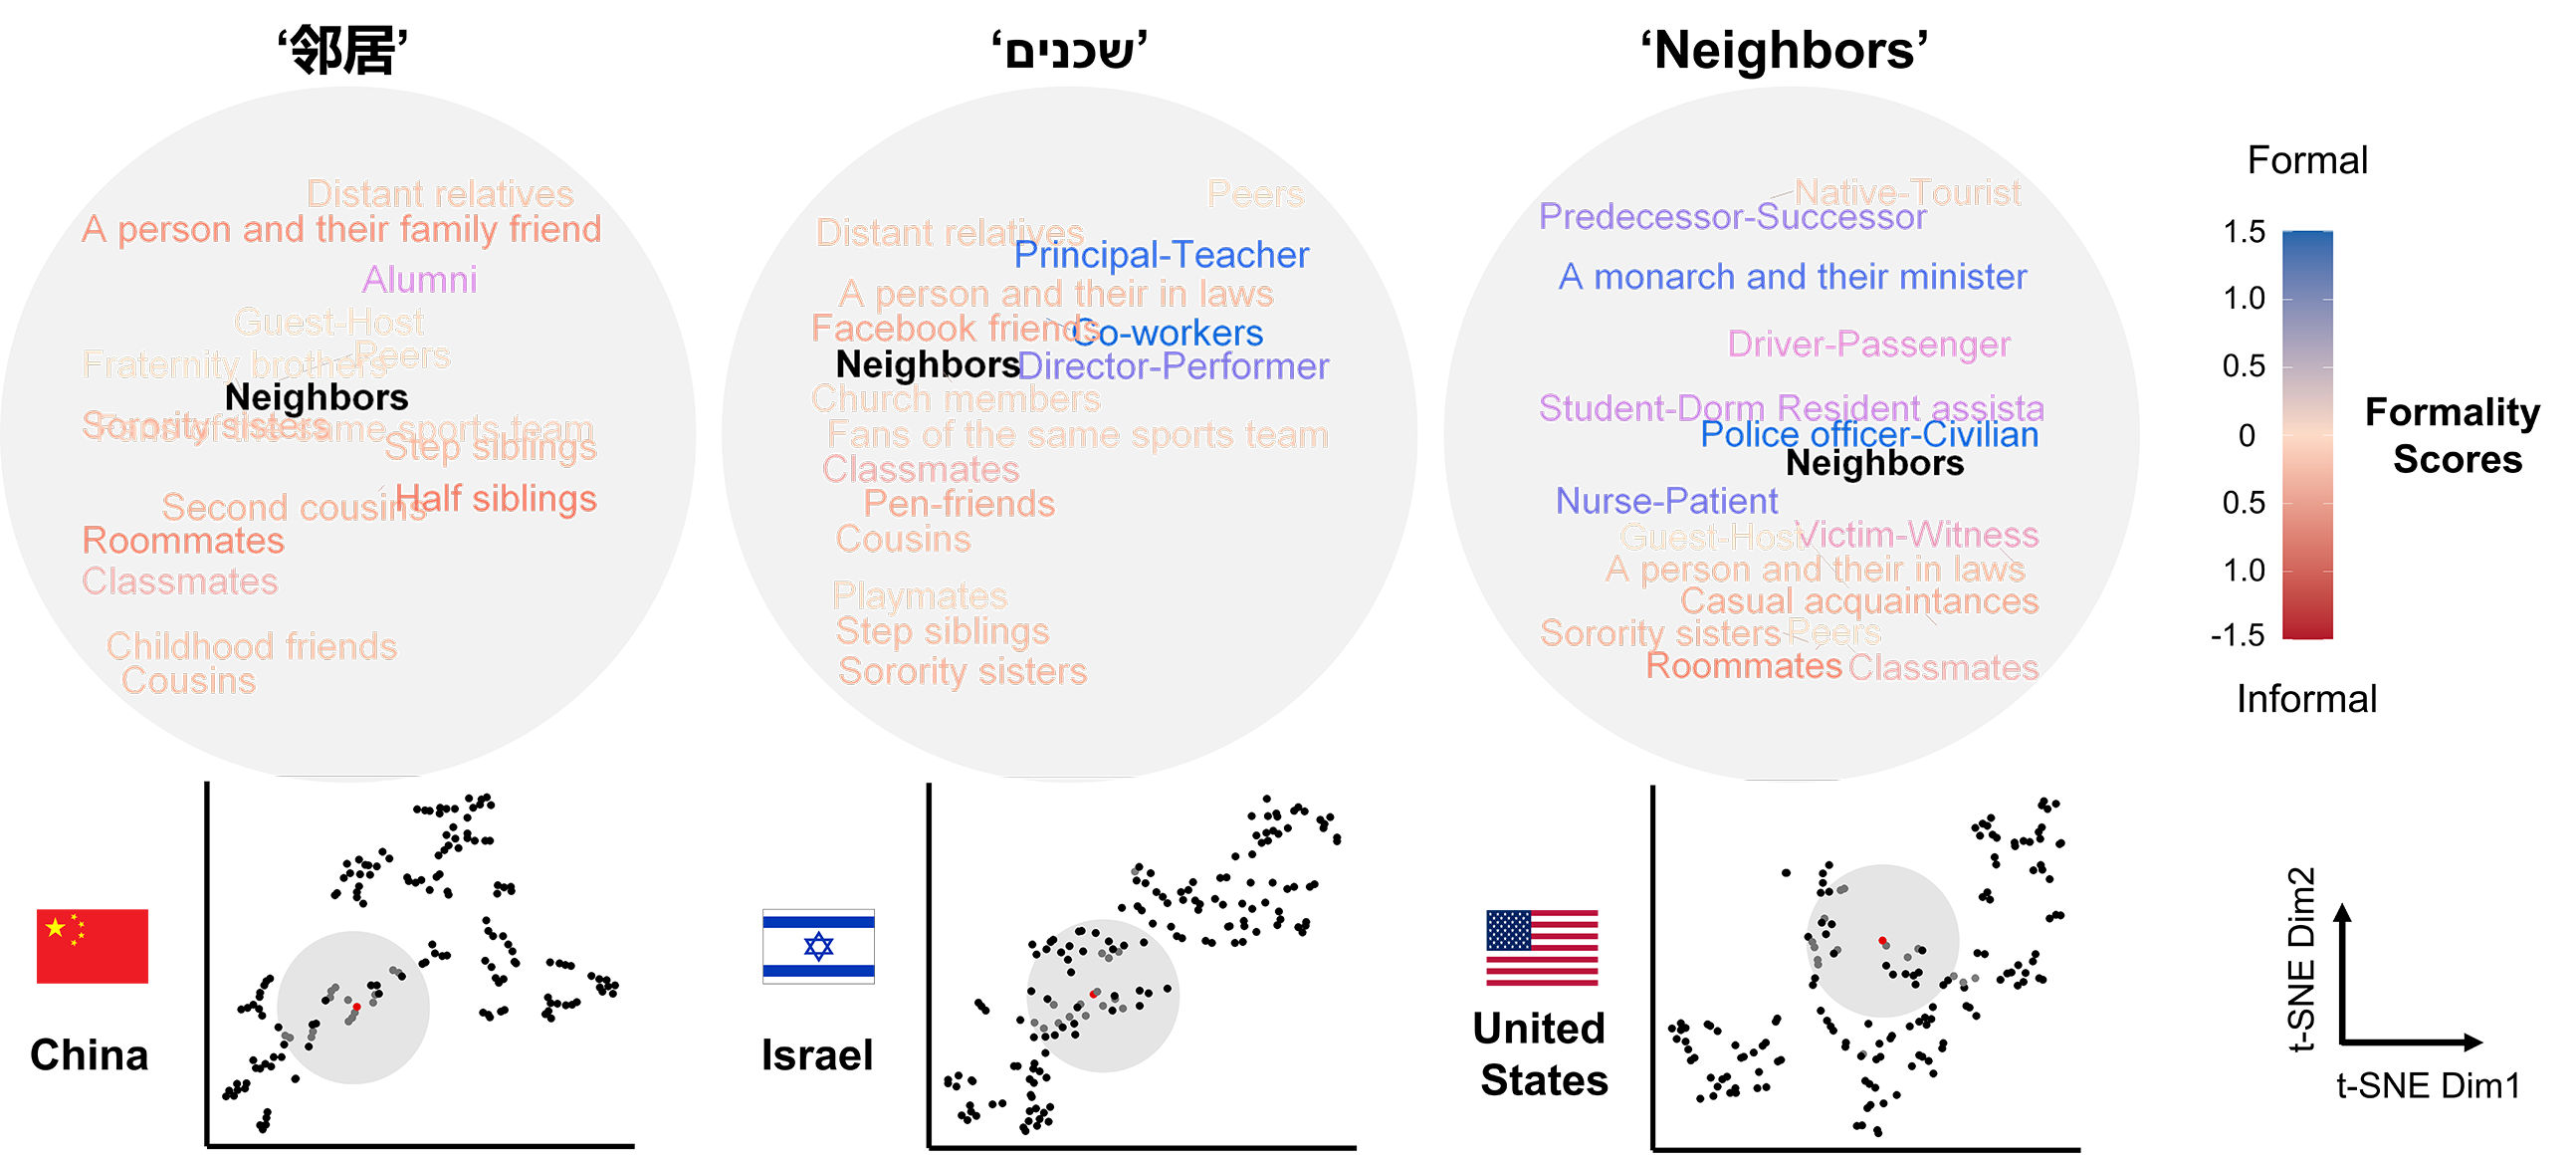 ‘邻居’
Distant relatives
A person and their family friend
Alumni
Guest-Host
Peers
Fraternity brothers
Neighbors
Sorority sisters
Fans of the same sports team
Step siblings
Half siblings
Second cousins
Roommates
Classmates
Childhood friends
Cousins
‘שכנים’
Peers
Distant relatives
Principal-Teacher
A person and their in laws
Facebook friends
Co-workers
Neighbors
Director-Performer
Church members
Fans of the same sports team
Classmates
Pen-friends
Cousins
Playmates
Step siblings
Sorority sisters
‘Neighbors’
Native-Tourist
Predecessor-Successor
A monarch and their minister
Driver-Passenger
Student-Dorm Resident assista
Police officer-Civilian
Neighbors
Nurse-Patient
Guest-Host
Victim-Witness
A person and their in laws
Casual acquaintances
Sorority sisters
Peers
Roommates
Classmates
Formal
1.5
1.0
0.5
0
0.5
1.0
-1.5
Informal
Formality
Scores
China
Israel
United
States
t-SNE Dim2
t-SNE Dim1